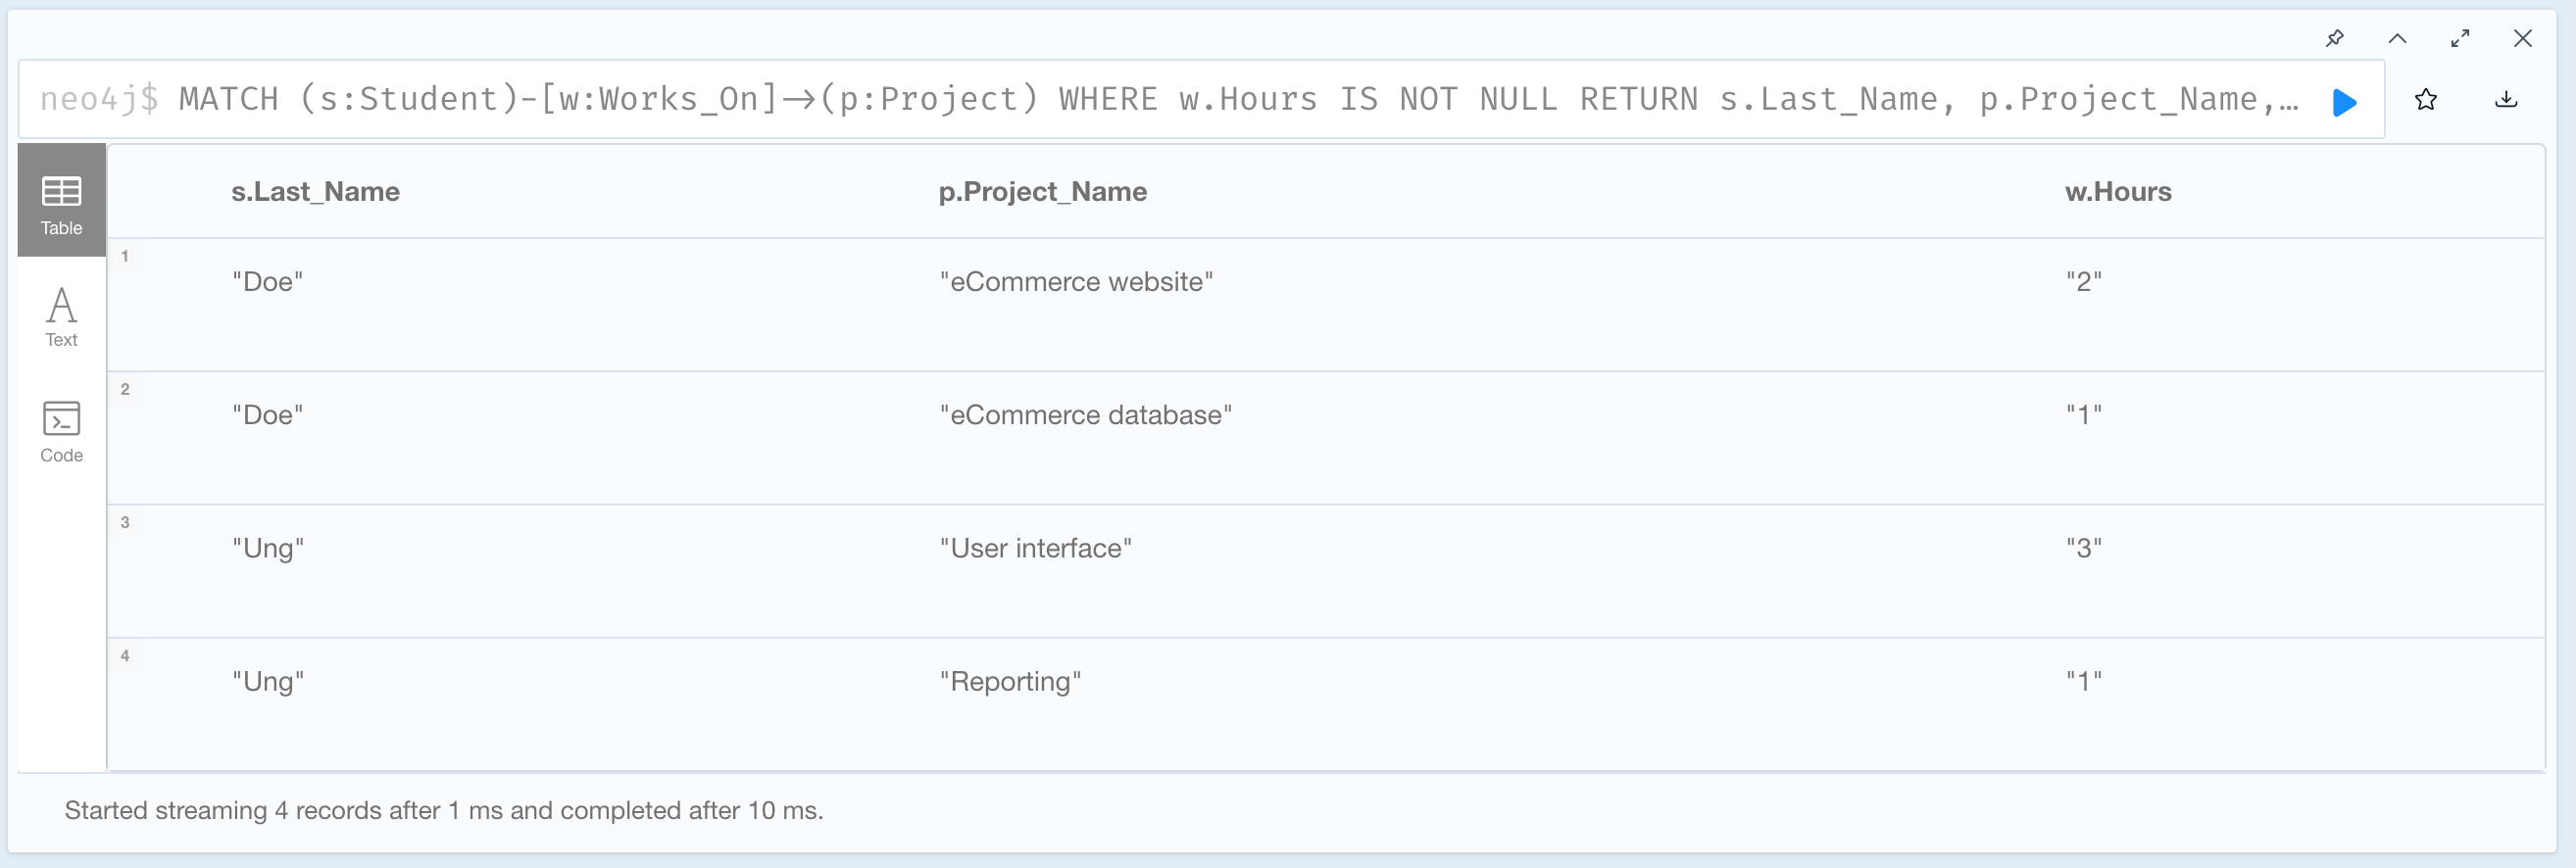 neo4j$ MATCH (s:Student)-[w:Works_On]→(p:Project) WHERE w.Hours IS NOT NULL RETURN s.Last_Name, p.Project_Name,…
Table
Text
Code
s.Last_Name p.Project_Name w.Hours
1
"Doe" "eCommerce website" "2"
2
"Doe" "eCommerce database" "1"
3
"Ung" "User interface" "3"
4
"Ung" "Reporting" "1"
Started streaming 4 records after 1 ms and completed after 10 ms.